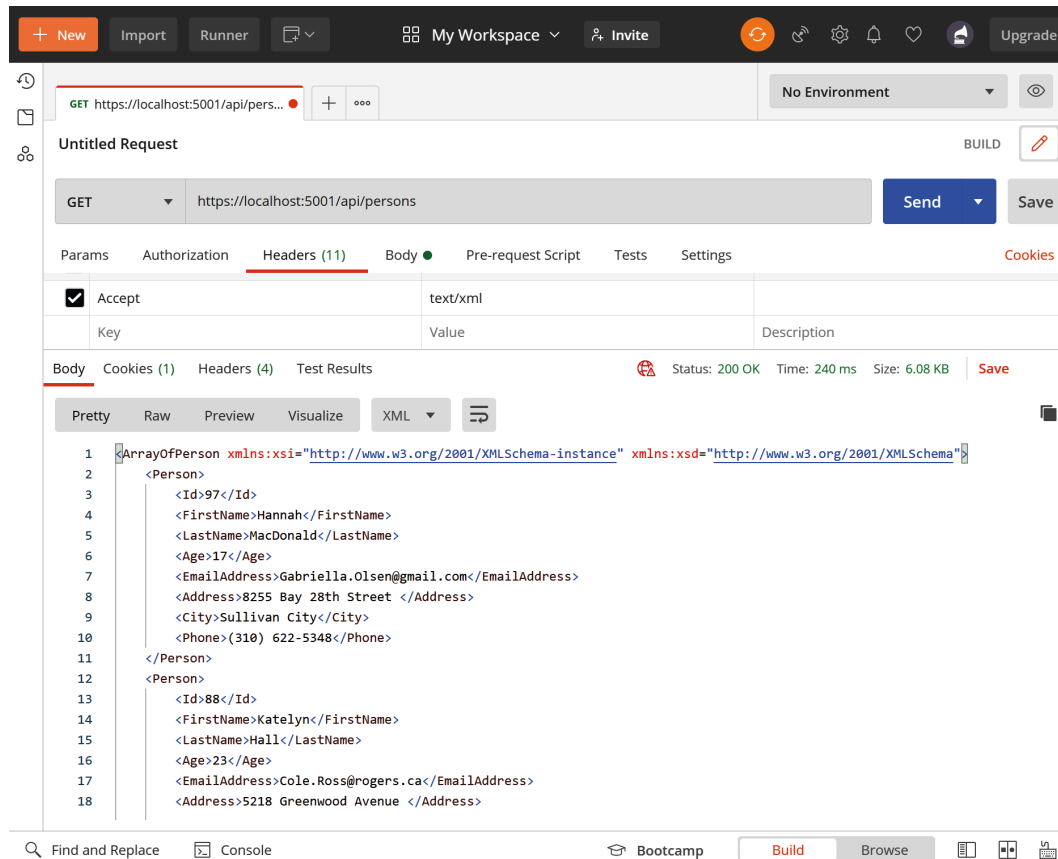 + New Import Runner My Workspace Invite Upgrade
GET https://localhost:5001/api/pers... + ooo No Environment
Untitled Request BUILD
GET https://localhost:5001/api/persons Send Save
Params Authorization Headers (11) Body Pre-request Script Tests Settings Cookies
Accept text/xml
Key Value Description
Body Cookies (1) Headers (4) Test Results Status: 200 OK Time: 240 ms Size: 6.08 KB Save
Pretty Raw Preview Visualize XML
1 <ArrayOfPerson xmlns:xsi="http://www.w3.org/2001/XMLSchema-instance" xmlns:xsd="http://www.w3.org/2001/XMLSchema">
2 <Person>
3 <Id>97</Id>
4 <FirstName>Hannah</FirstName>
5 <LastName>MacDonald</LastName>
6 <Age>17</Age>
7 <EmailAddress>Gabriella.Olsen@gmail.com</EmailAddress>
8 <Address>8255 Bay 28th Street </Address>
9 <City>Sullivan City</City>
10 <Phone>(310) 622-5348</Phone>
11 </Person>
12 <Person>
13 <Id>88</Id>
14 <FirstName>Katelyn</FirstName>
15 <LastName>Hall</LastName>
16 <Age>23</Age>
17 <EmailAddress>Cole.Ross@rogers.ca</EmailAddress>
18 <Address>5218 Greenwood Avenue </Address>
Find and Replace Console Bootcamp Build Browse